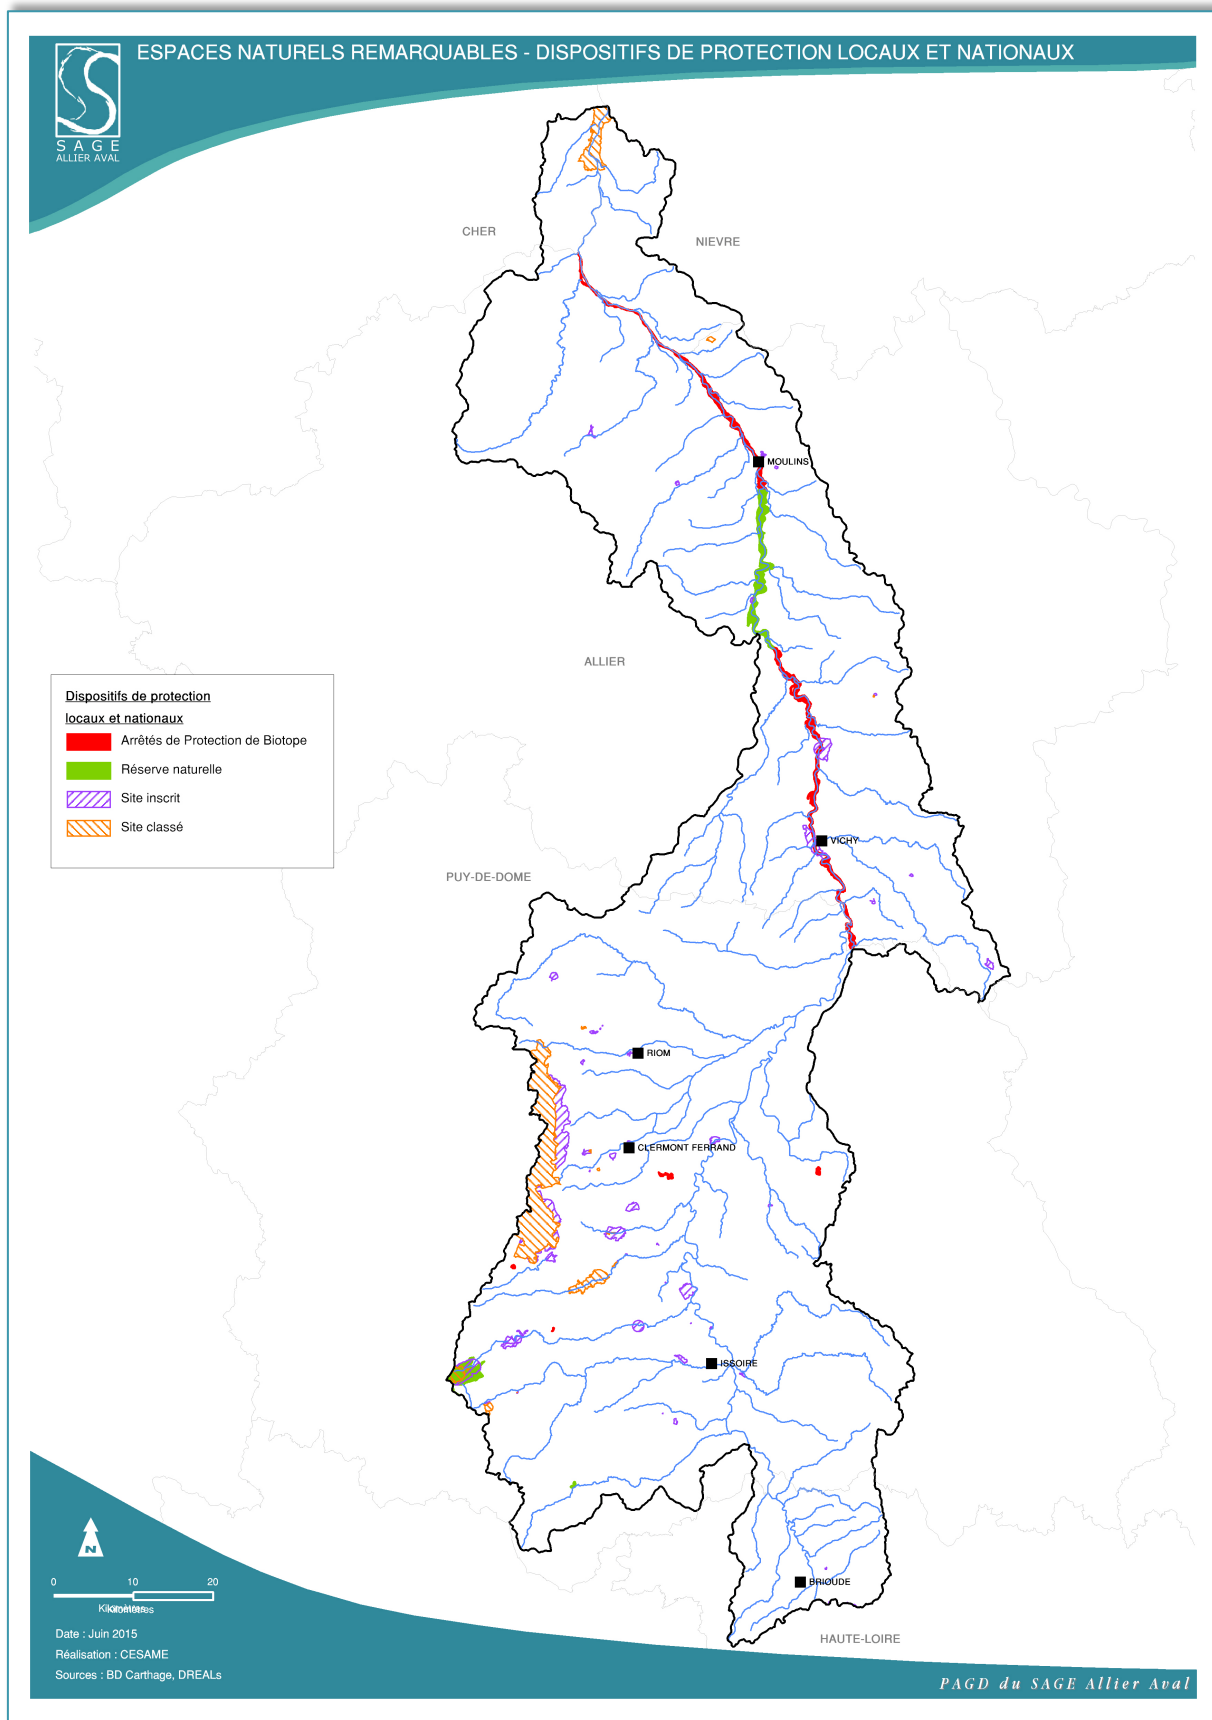 ESPACES NATURELS REMARQUABLES - DISPOSITIFS DE PROTECTION LOCAUX ET NATIONAUX
SAGE
ALLIER AVAL
CHER
NIEVRE
MOULINS
ALLIER
Dispositifs de protection
locaux et nationaux
Arrêtés de Protection de Biotope
Réserve naturelle
Site inscrit
Site classé
VICHY
PUY-DE-DOME
RIOM
CLERMONT FERRAND
ISSOIRE
BRIOUDE
HAUTE-LOIRE
N
0 10 20
Kilomètres
Date : Juin 2015
Réalisation : CESAME
Sources : BD Carthage, DREALs
PAGD du SAGE Allier Aval